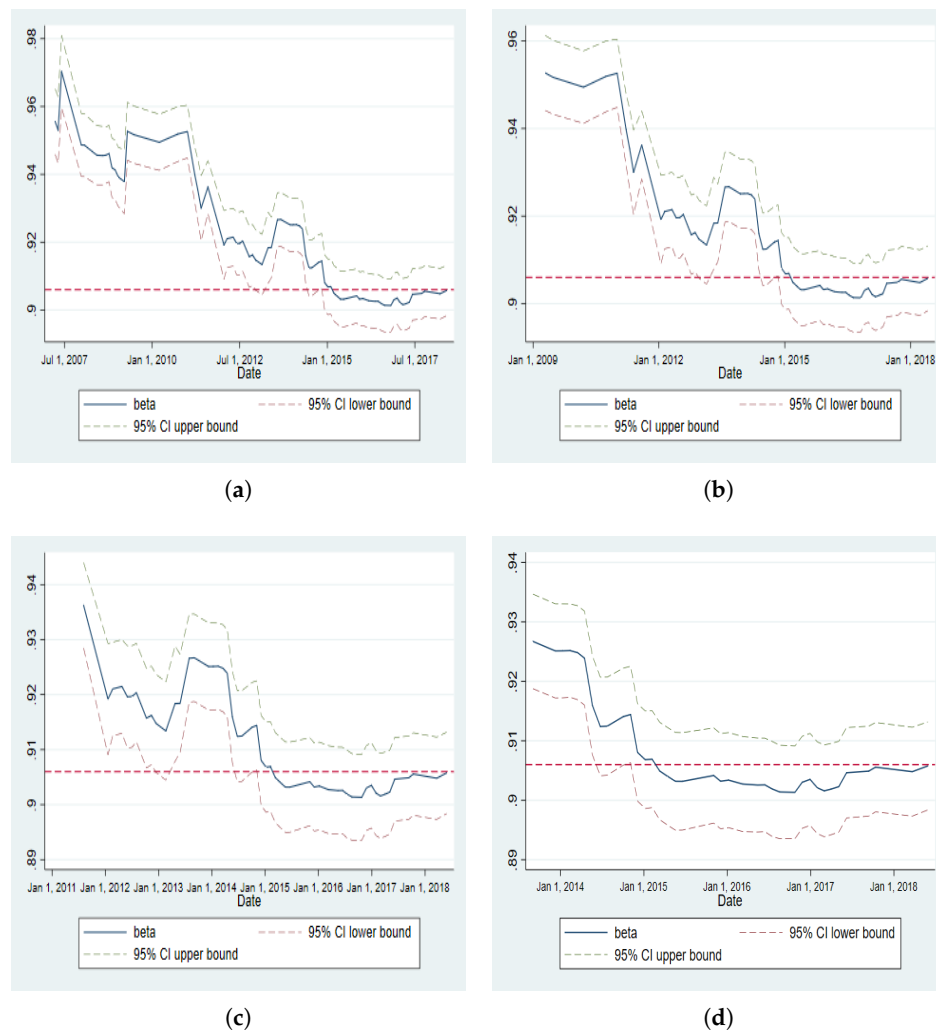 .98
.96
.94
.92
.9
Jul 1, 2007 Jan 1, 2010 Jul 1, 2012 Jan 1, 2015 Jul 1, 2017
Date
beta 95% CI lower bound
95% CI upper bound
(a)
.96
.94
.92
.9
Jan 1, 2009 Jan 1, 2012 Jan 1, 2015 Jan 1, 2018
Date
beta 95% CI lower bound
95% CI upper bound
(b)
.94
.93
.92
.91
.9
.89
Jan 1, 2011 Jan 1, 2012 Jan 1, 2013 Jan 1, 2014 Jan 1, 2015 Jan 1, 2016 Jan 1, 2017 Jan 1, 2018
Date
beta 95% CI lower bound
95% CI upper bound
(c)
.94
.93
.92
.91
.9
.89
Jan 1, 2014 Jan 1, 2015 Jan 1, 2016 Jan 1, 2017 Jan 1, 2018
Date
beta 95% CI lower bound
95% CI upper bound
(d)